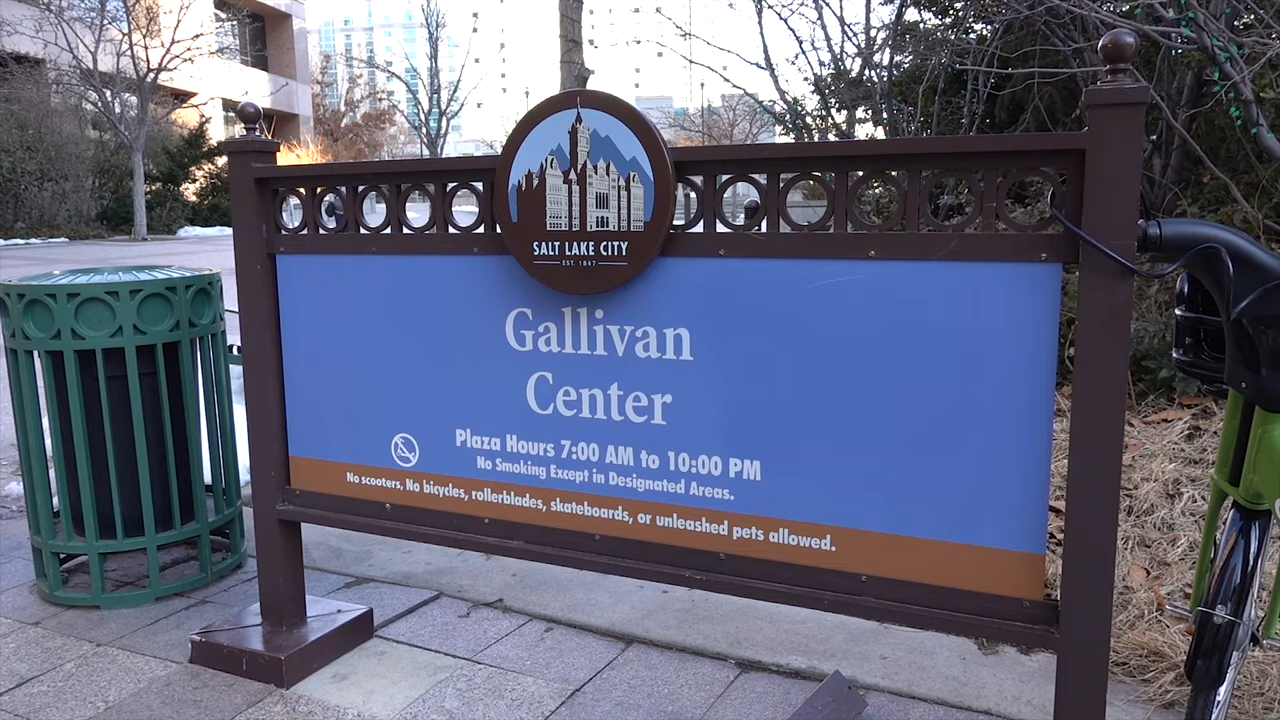 SALT LAKE CITY
EST. 1847
Gallivan
Center
Plaza Hours 7:00 AM to 10:00 PM
No Smoking Except in Designated Areas.
No scooters, No bicycles, rollerblades, skateboards, or unleashed pets allowed.